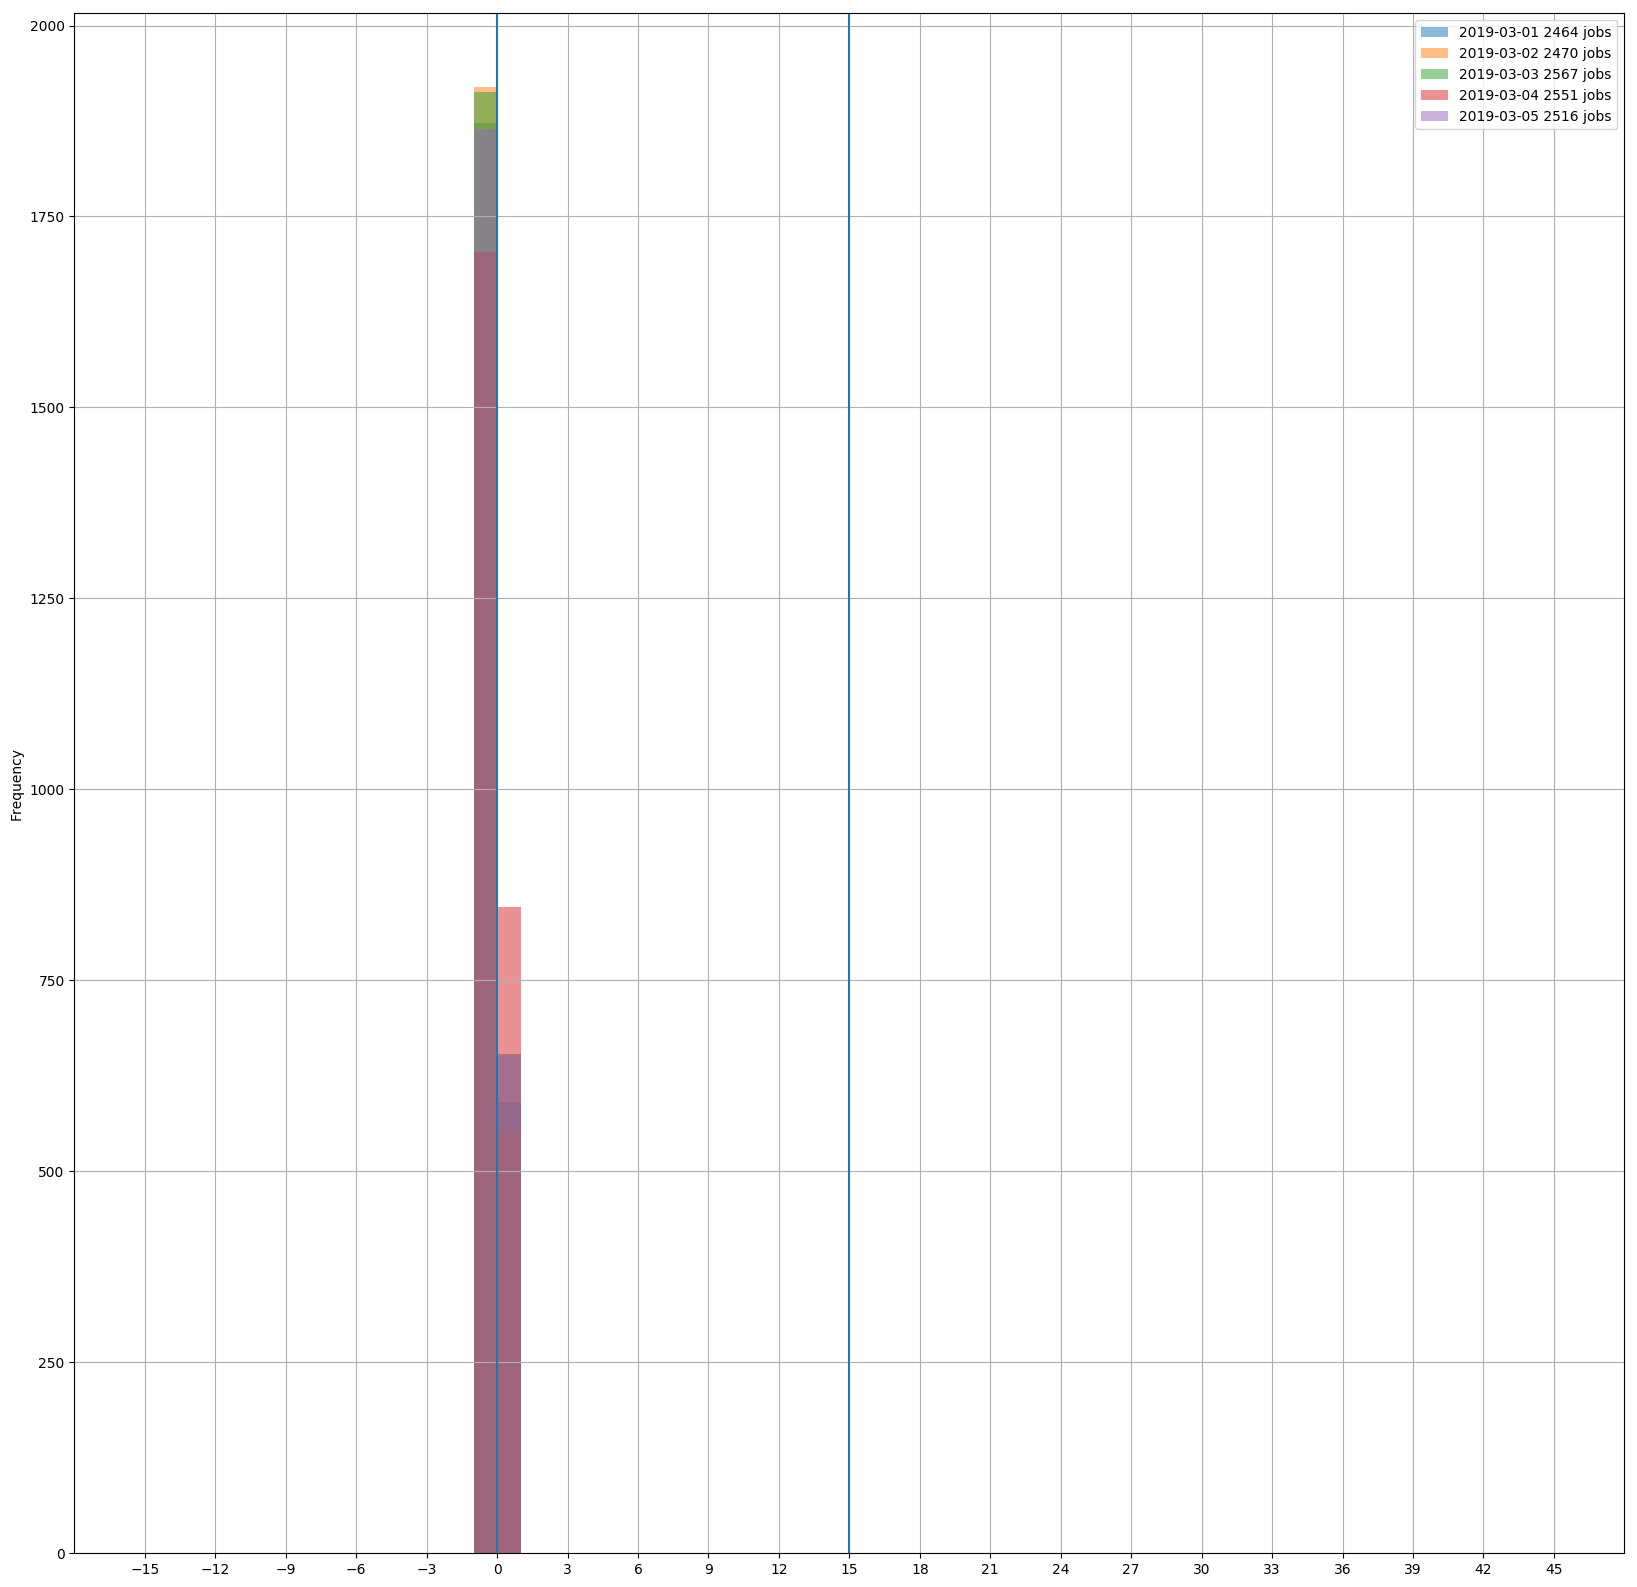 2000
1750
1500
1250
1000
750
500
250
0
Frequency
2019-03-01 2464 jobs
2019-03-02 2470 jobs
2019-03-03 2567 jobs
2019-03-04 2551 jobs
2019-03-05 2516 jobs
−15 −12 −9 −6 −3 0 3 6 9 12 15 18 21 24 27 30 33 36 39 42 45